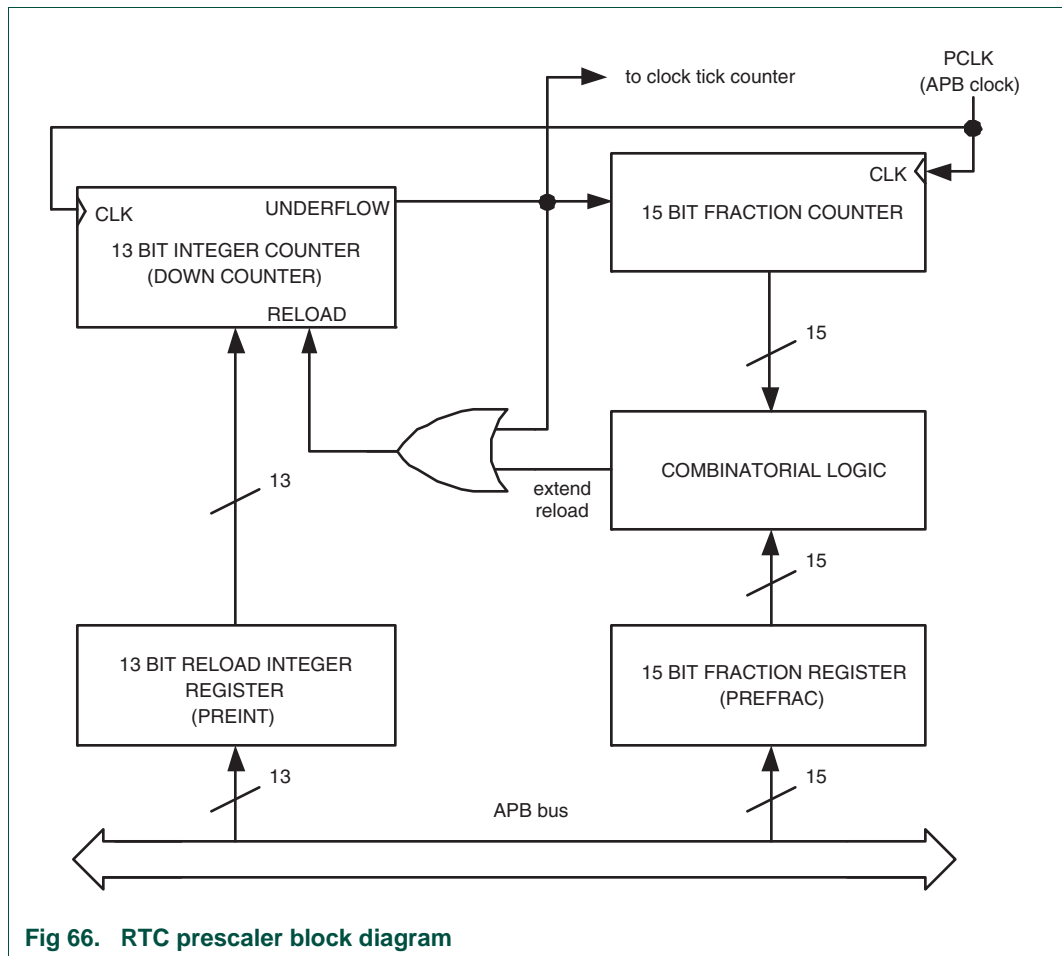 to clock tick counter
PCLK
(APB clock)
CLK
UNDERFLOW
13 BIT INTEGER COUNTER
(DOWN COUNTER)
RELOAD
CLK
15 BIT FRACTION COUNTER
15
COMBINATORIAL LOGIC
extend
reload
13
15
13 BIT RELOAD INTEGER
REGISTER
(PREINT)
15 BIT FRACTION REGISTER
(PREFRAC)
13
15
APB bus
Fig 66. RTC prescaler block diagram